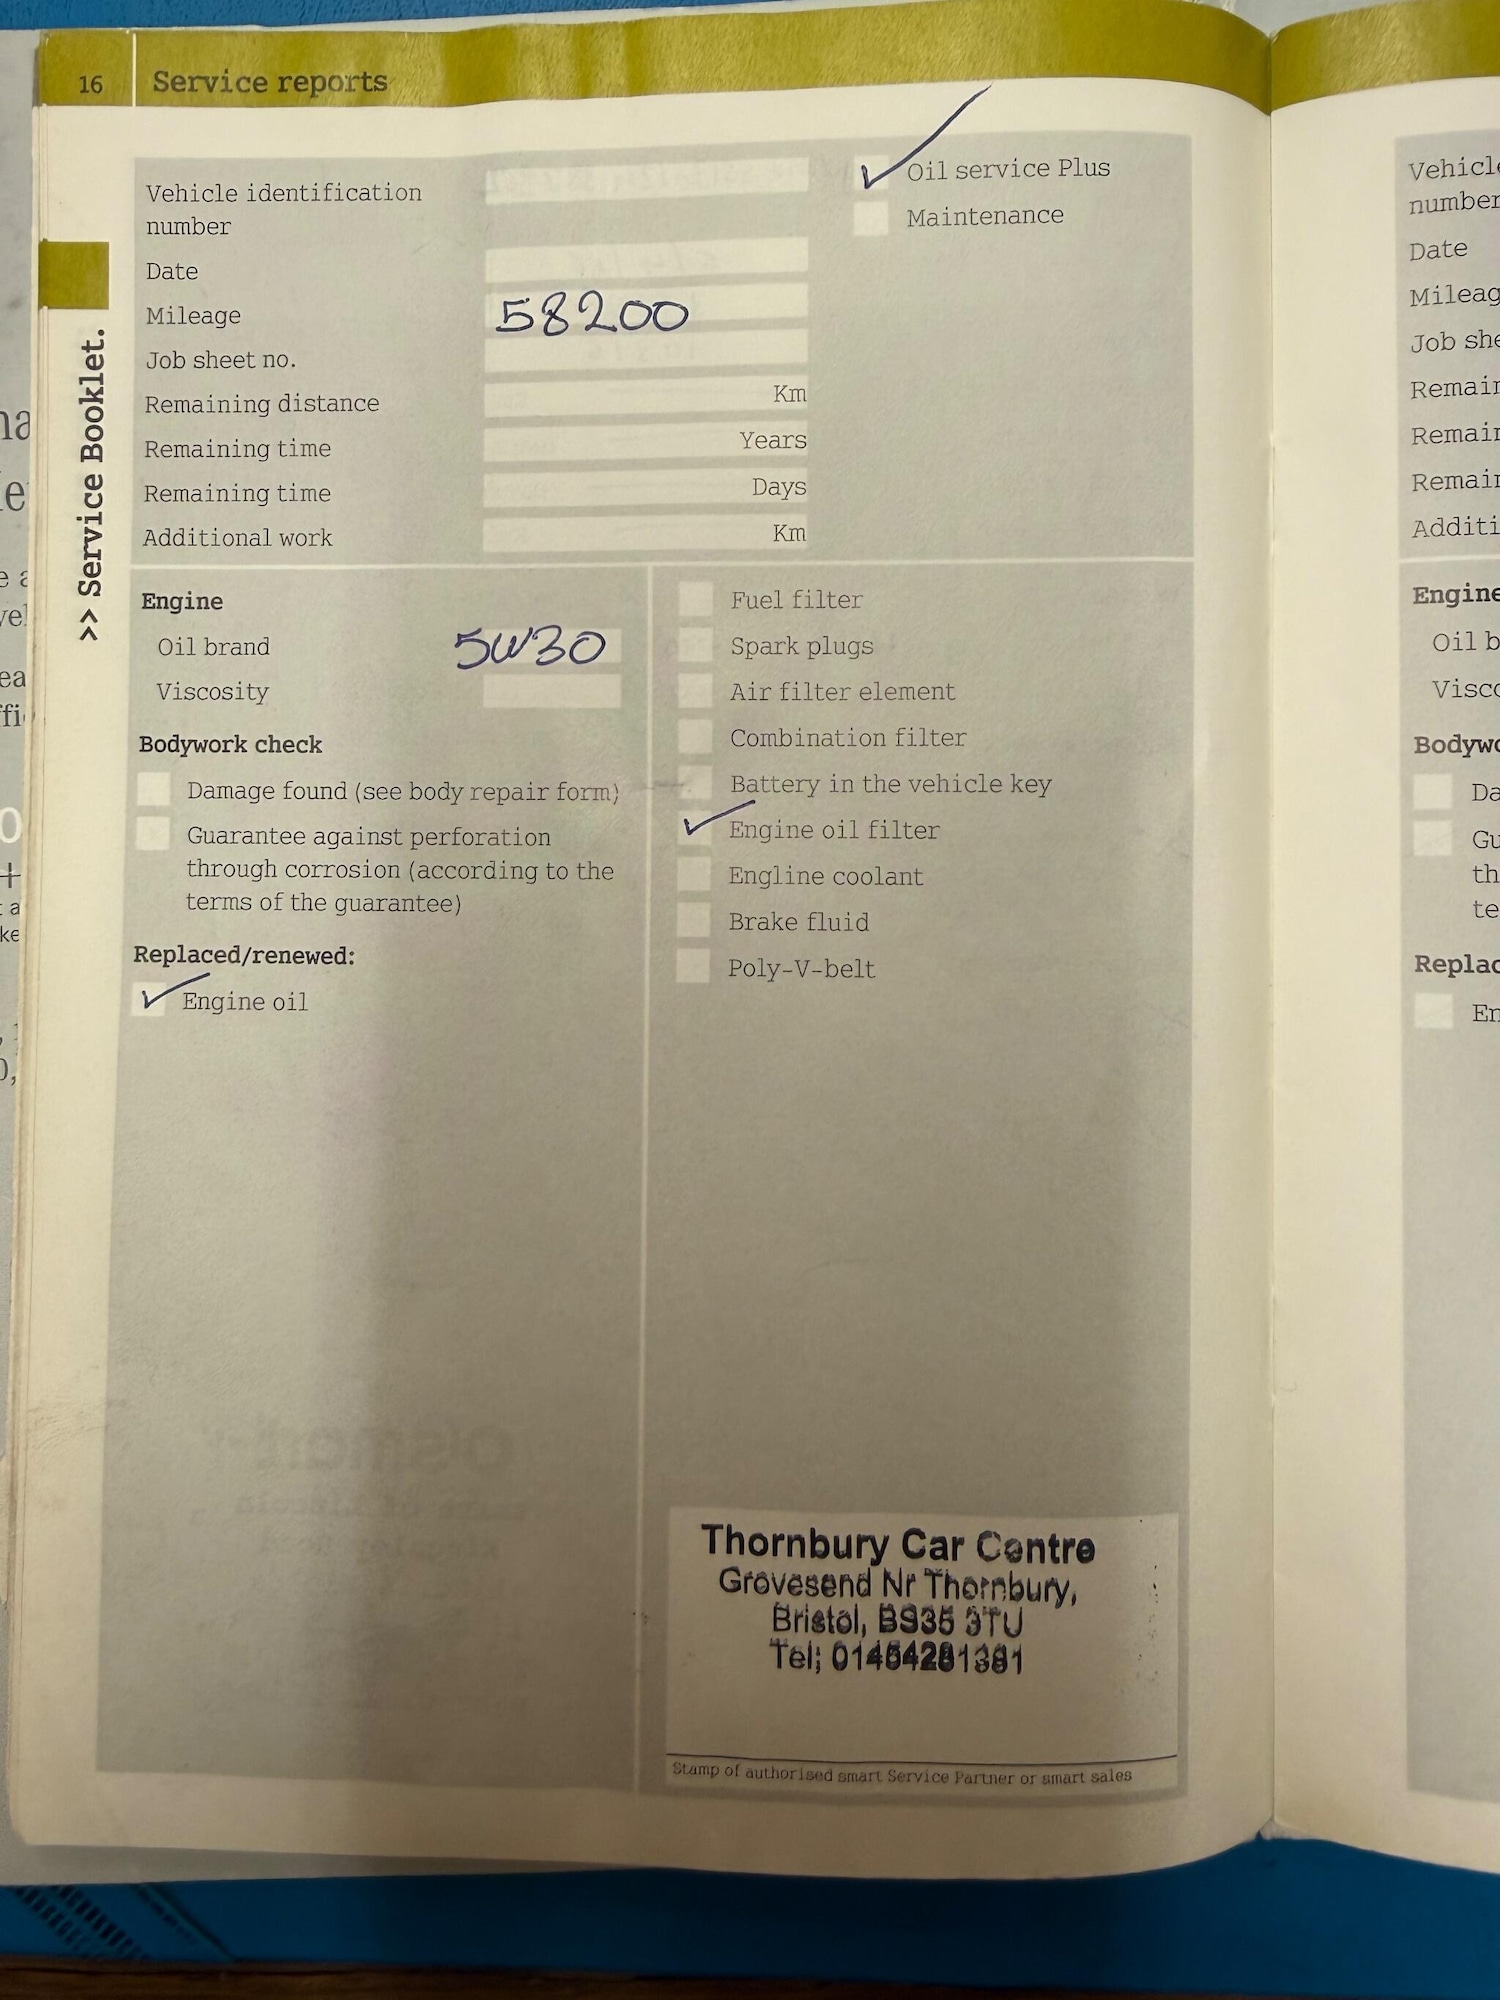 16 Service reports
>> Service Booklet.
Vehicle identification
number
Date
Mileage 58200
Job sheet no.
Remaining distance Km
Remaining time Years
Remaining time Days
Additional work Km
Oil service Plus
Maintenance
Engine
Oil brand 5W30
Viscosity
Bodywork check
Damage found (see body repair form)
Guarantee against perforation
through corrosion (according to the
terms of the guarantee)
Replaced/renewed:
Engine oil
Fuel filter
Spark plugs
Air filter element
Combination filter
Battery in the vehicle key
Engine oil filter
Engline coolant
Brake fluid
Poly-V-belt
Thornbury Car Centre
Grovesend Nr Thornbury,
Bristol, BS35 3TU
Tel;
Stamp of authorised smart Service Partner or smart sales
Date
Engine